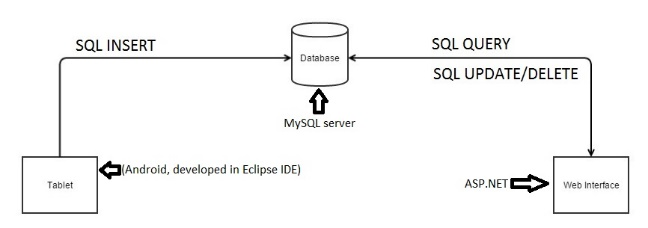 SQL INSERT
SQL QUERY
Database
SQL UPDATE/DELETE
MySQL server
(Android, developed in Eclipse IDE)
Tablet
ASP.NET
Web Interface